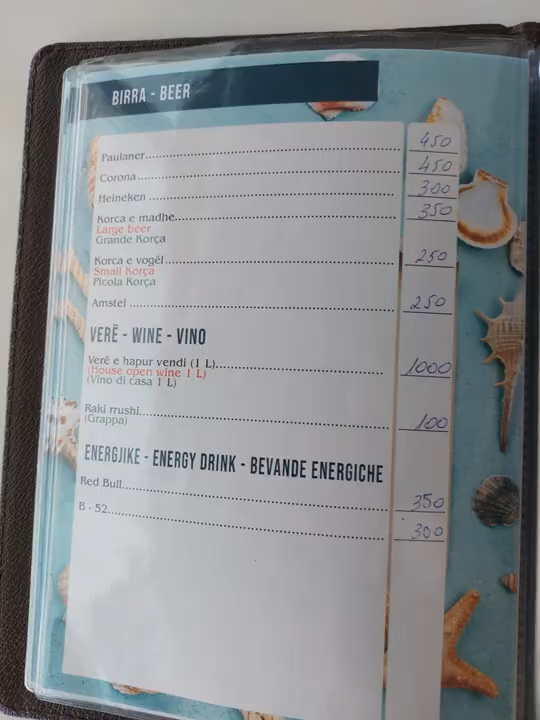 BIRRA - BEER
Paulaner 450
Corona 450
Heineken 300
Korca e madhe 350
Large beer
Grande Korça
Korca e vogël 250
Small Korça
Picola Korça
Amstel 250
VERË - WINE - VINO
Verë e hapur vendi (1 L) 1000
(House open wine 1 L)
(Vino di casa 1 L)
Raki rrushi 100
(Grappa)
ENERGJIKE - ENERGY DRINK - BEVANDE ENERGICHE
Red Bull 350
B - 52 300